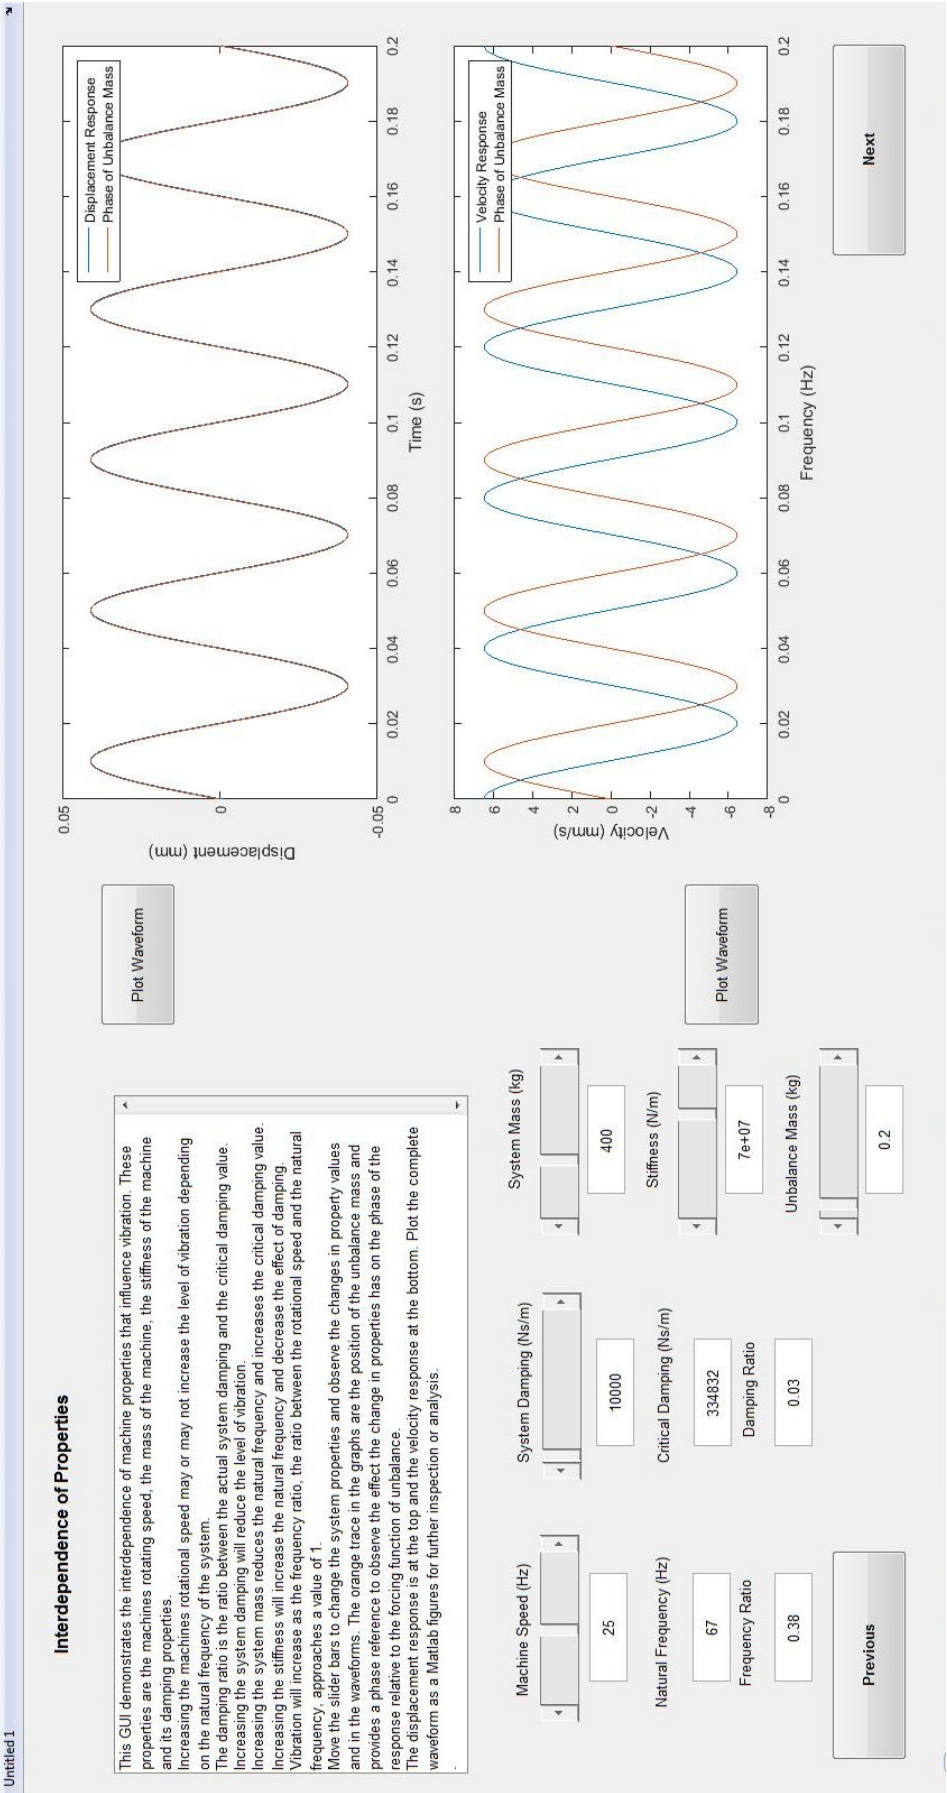 Untitled 1
Interdependence of Properties
This GUI demonstrates the interdependence of machine properties that influence vibration. These
properties are the machines rotating speed, the mass of the machine, the stiffness of the machine
and its damping properties.
Increasing the machines rotational speed may or may not increase the level of vibration depending
on the natural frequency of the system.
The damping ratio is the ratio between the actual system damping and the critical damping value.
Increasing the system damping will reduce the level of vibration.
Increasing the system mass reduces the natural frequency and increases the critical damping value.
Increasing the stiffness will increase the natural frequency and decrease the effect of damping.
Vibration will increase as the frequency ratio, the ratio between the rotational speed and the natural
frequency, approaches a value of 1.
Move the slider bars to change the system properties and observe the changes in property values
and in the waveforms. The orange trace in the graphs are the position of the unbalance mass and
provides a phase reference to observe the effect the change in properties has on the phase of the
response relative to the forcing function of unbalance.
The displacement response is at the top and the velocity response at the bottom. Plot the complete
waveform as a Matlab figures for further inspection or analysis.
.
Plot Waveform
Displacement (mm)
0.05
0
-0.05
Displacement Response
Phase of Unbalance Mass
0 0.02 0.04 0.06 0.08 0.1 0.12 0.14 0.16 0.18 0.2
Time (s)
Machine Speed (Hz)
25
System Damping (Ns/m)
10000
System Mass (kg)
400
Natural Frequency (Hz)
67
Critical Damping (Ns/m)
334832
Stiffness (N/m)
7e+07
Frequency Ratio
0.38
Damping Ratio
0.03
Unbalance Mass (kg)
0.2
Plot Waveform
Velocity (mm/s)
8
6
4
2
0
-2
-4
-6
-8
Velocity Response
Phase of Unbalance Mass
0 0.02 0.04 0.06 0.08 0.1 0.12 0.14 0.16 0.18 0.2
Frequency (Hz)
Previous
Next